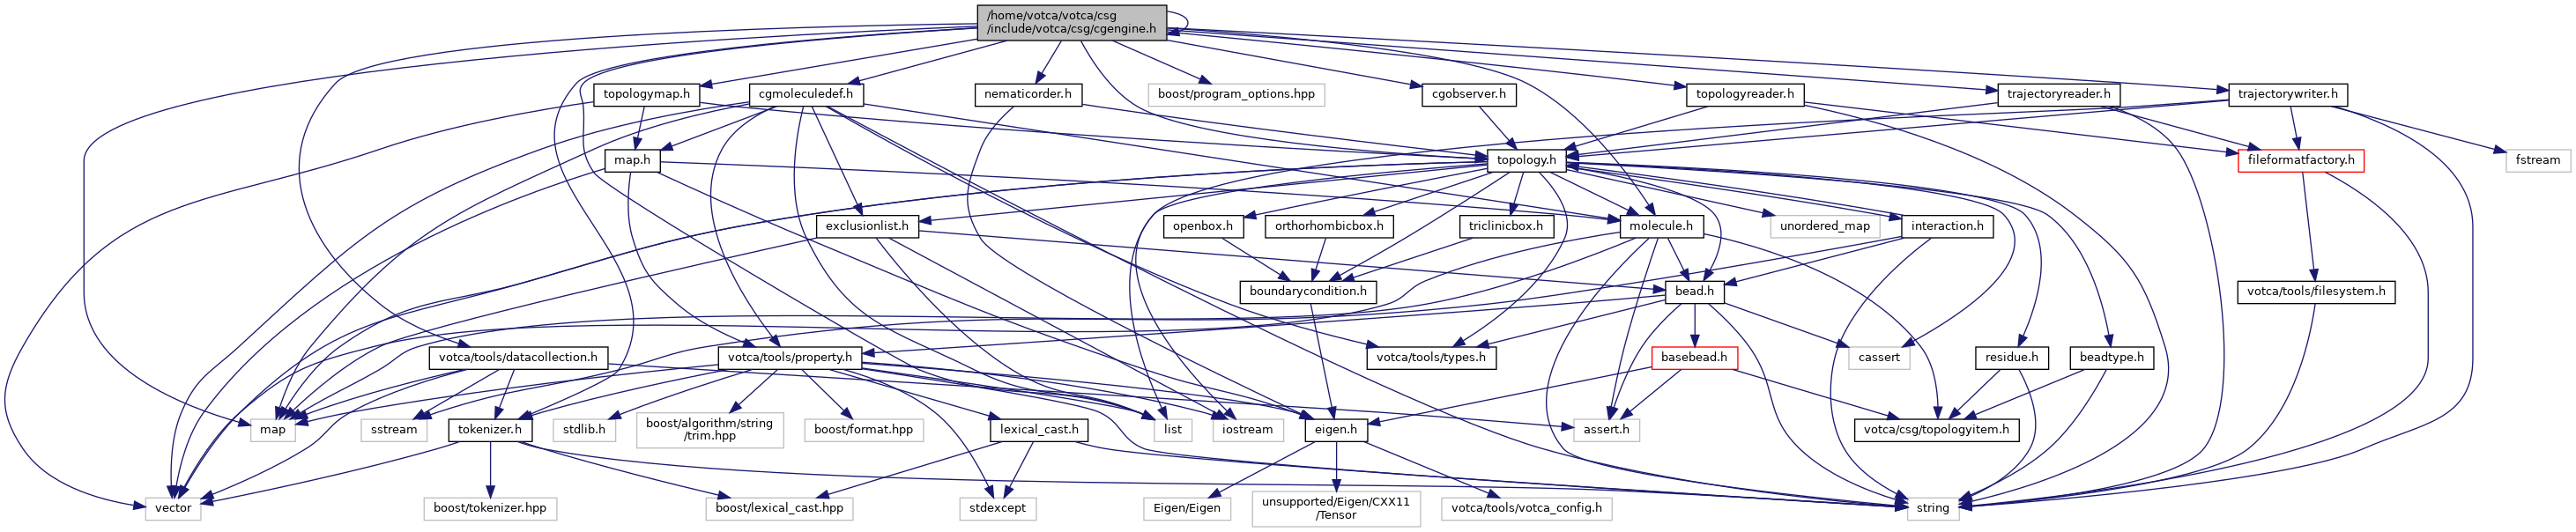 /home/votca/votca/csg
/include/votca/csg/cgengine.h
topologymap.h
cgmoleculedef.h
nematicorder.h
boost/program_options.hpp
cgobserver.h
topologyreader.h
trajectoryreader.h
trajectorywriter.h
map.h
topology.h
fileformatfactory.h
fstream
exclusionlist.h
openbox.h
orthorhombicbox.h
triclinicbox.h
molecule.h
unordered_map
interaction.h
boundarycondition.h
bead.h
votca/tools/filesystem.h
votca/tools/datacollection.h
votca/tools/property.h
votca/tools/types.h
basebead.h
cassert
residue.h
beadtype.h
map
sstream
tokenizer.h
stdlib.h
boost/algorithm/string
/trim.hpp
boost/format.hpp
lexical_cast.h
list
iostream
eigen.h
assert.h
votca/csg/topologyitem.h
vector
boost/tokenizer.hpp
boost/lexical_cast.hpp
stdexcept
Eigen/Eigen
unsupported/Eigen/CXX11
/Tensor
votca/tools/votca_config.h
string